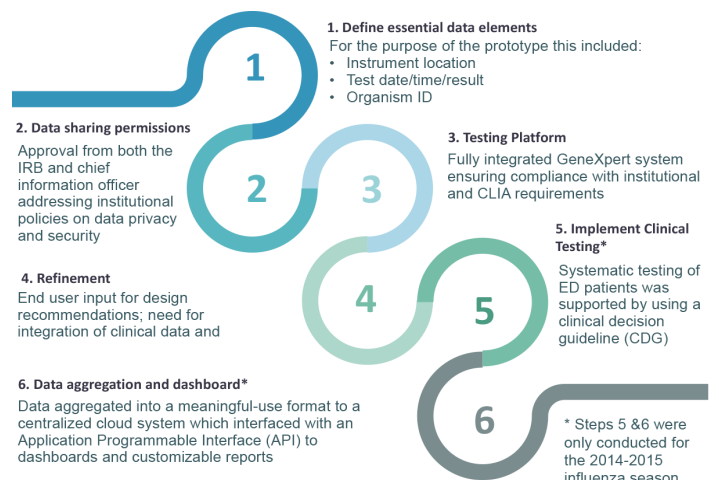 1. Define essential data elements
For the purpose of the prototype this included:
• Instrument location
• Test date/time/result
• Organism ID
1
2. Data sharing permissions
Approval from both the
IRB and chief
information officer
addressing institutional
policies on data privacy
and security
2
3
3. Testing Platform
Fully integrated GeneXpert system
ensuring compliance with institutional
and CLIA requirements
4. Refinement
End user input for design
recommendations; need for
integration of clinical data and
4
5
5. Implement Clinical
Testing*
Systematic testing of
ED patients was
supported by using a
clinical decision
guideline (CDG)
6. Data aggregation and dashboard*
Data aggregated into a meaningful-use format to a
centralized cloud system which interfaced with an
Application Programmable Interface (API) to
dashboards and customizable reports
6
* Steps 5 &6 were
only conducted for
the 2014-2015
influenza season